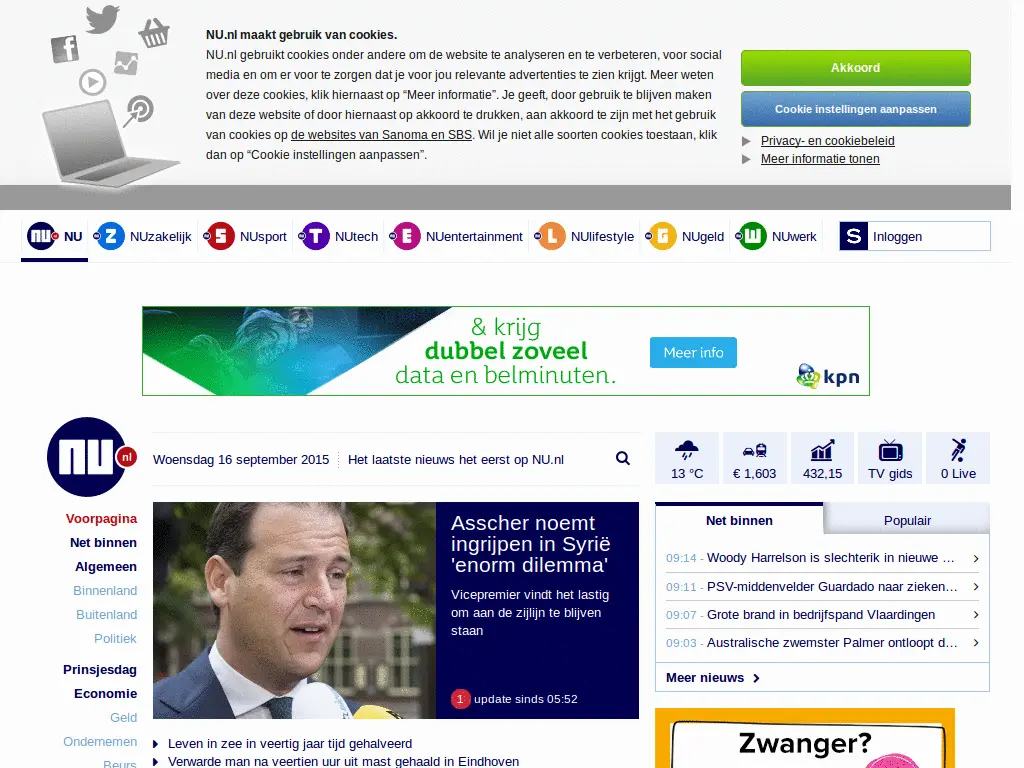 NU.nl maakt gebruik van cookies.
NU.nl gebruikt cookies onder andere om de website te analyseren en te verbeteren, voor social
media en om er voor te zorgen dat je voor jou relevante advertenties te zien krijgt. Meer weten
over deze cookies, klik hiernaast op “Meer informatie”. Je geeft, door gebruik te blijven maken
van deze website of door hiernaast op akkoord te drukken, aan akkoord te zijn met het gebruik
van cookies op de websites van Sanoma en SBS. Wil je niet alle soorten cookies toestaan, klik
dan op “Cookie instellingen aanpassen”.
Akkoord
Cookie instellingen aanpassen
Privacy- en cookiebeleid
Meer informatie tonen
NU NUzakelijk NUsport NUtech NUentertainment NUlifestyle NUgeld NUwerk
S Inloggen
& krijg
dubbel zoveel
data en belminuten.
Meer info
kpn
NU nl
Woensdag 16 september 2015 Het laatste nieuws het eerst op NU.nl
13 °C € 1,603 432,15 TV gids 0 Live
Voorpagina
Net binnen
Algemeen
Binnenland
Buitenland
Politiek
Prinsjesdag
Economie
Geld
Ondernemen
Beurs
Asscher noemt
ingrijpen in Syrië
'enorm dilemma'
Vicepremier vindt het lastig
om aan de zijlijn te blijven
staan
1 update sinds 05:52
Leven in zee in veertig jaar tijd gehalveerd
Verwarde man na veertien uur uit mast gehaald in Eindhoven
Net binnen Populair
09:14 - Woody Harrelson is slechterik in nieuwe ...
09:11 - PSV-middenvelder Guardado naar zieken...
09:07 - Grote brand in bedrijfspand Vlaardingen
09:03 - Australische zwemster Palmer ontloopt d...
Meer nieuws
Zwanger?